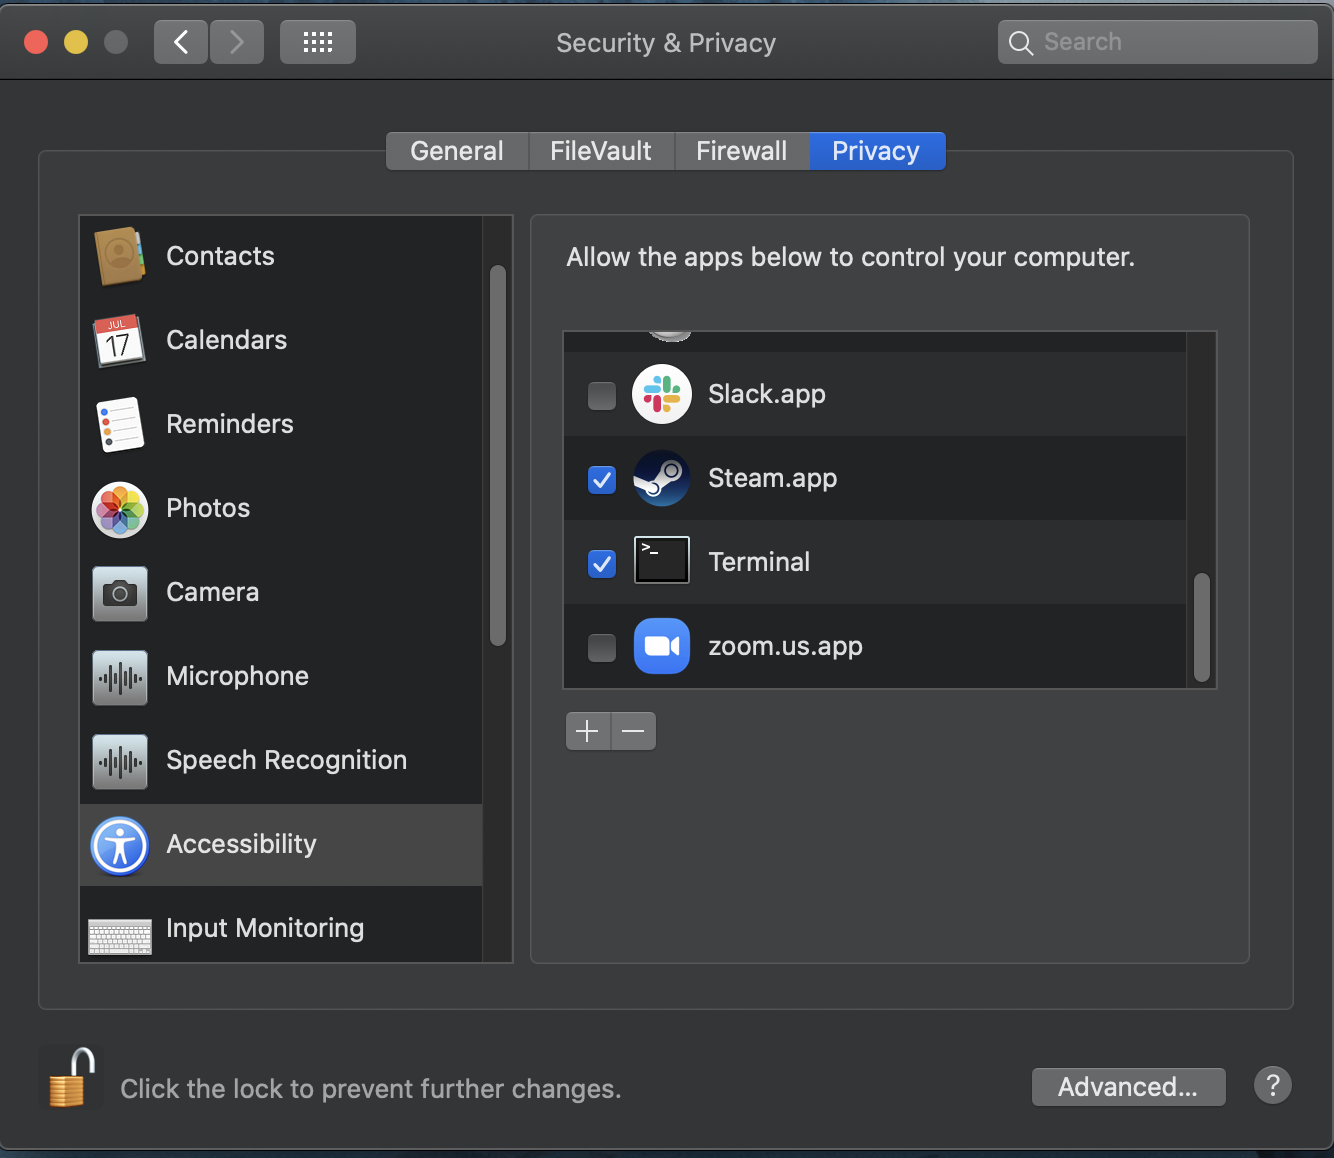 Security & Privacy
Search
General
FileVault
Firewall
Privacy
Contacts
JUL
17
Calendars
Reminders
Photos
Camera
Microphone
Speech Recognition
Accessibility
Input Monitoring
Allow the apps below to control your computer.
Slack.app
Steam.app
>_
Terminal
zoom.us.app
Click the lock to prevent further changes.
Advanced...
?